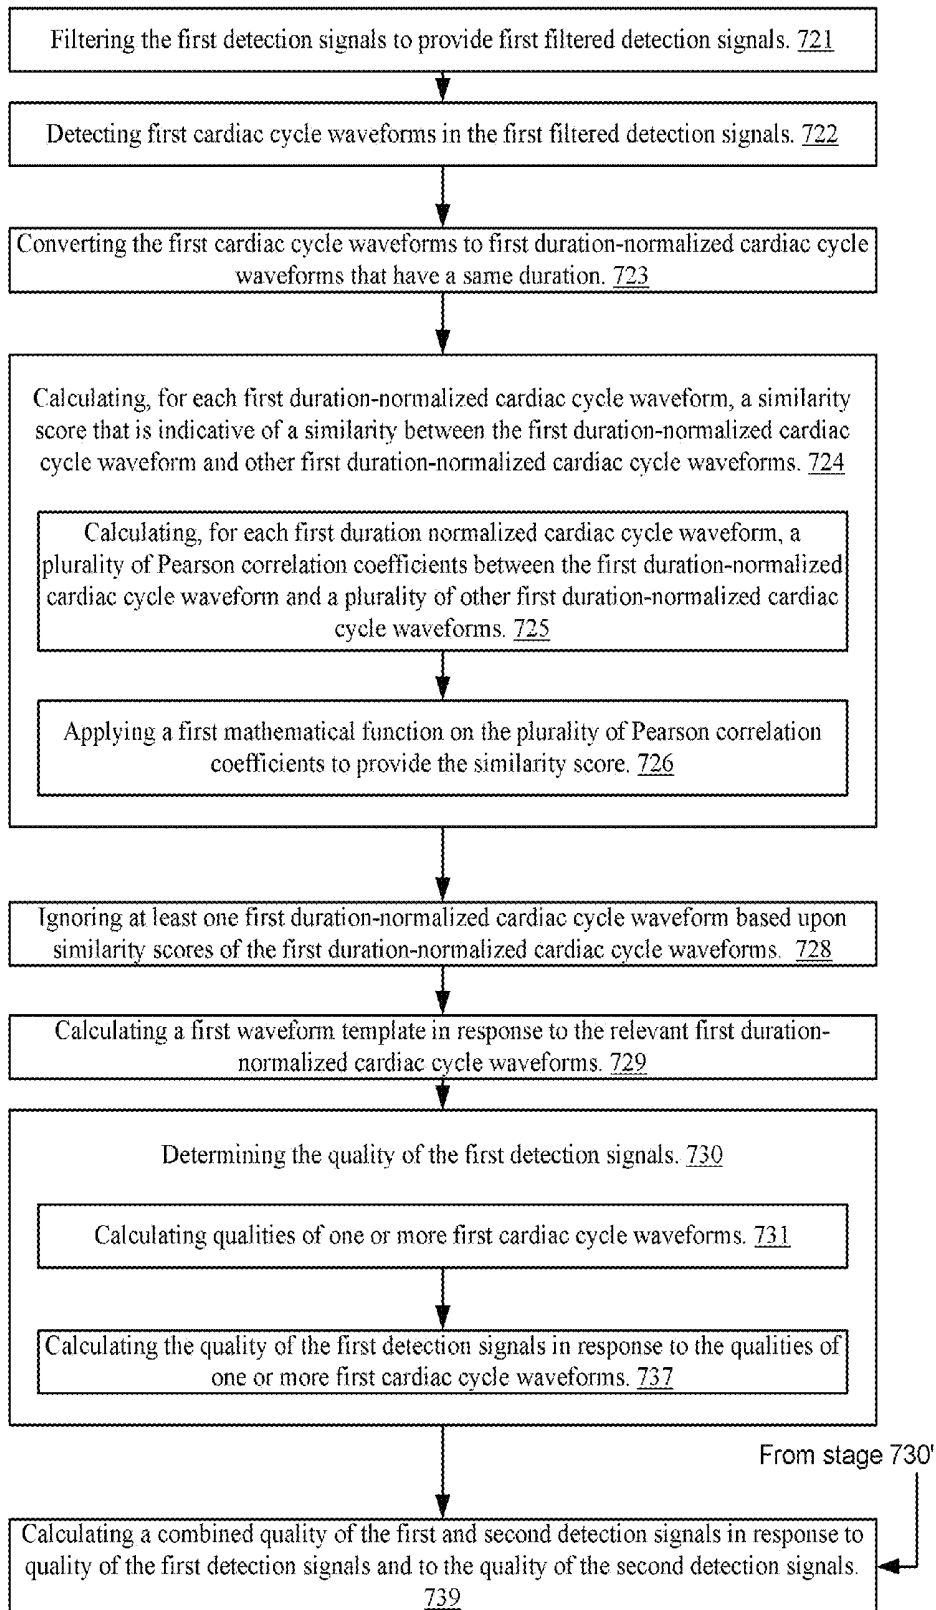 Filtering the first detection signals to provide first filtered detection signals. 721
Detecting first cardiac cycle waveforms in the first filtered detection signals. 722
Converting the first cardiac cycle waveforms to first duration-normalized cardiac cycle
waveforms that have a same duration. 723
Calculating, for each first duration-normalized cardiac cycle waveform, a similarity
score that is indicative of a similarity between the first duration-normalized cardiac
cycle waveform and other first duration-normalized cardiac cycle waveforms. 724
Calculating, for each first duration normalized cardiac cycle waveform, a
plurality of Pearson correlation coefficients between the first duration-normalized
cardiac cycle waveform and a plurality of other first duration-normalized cardiac
cycle waveforms. 725
Applying a first mathematical function on the plurality of Pearson correlation
coefficients to provide the similarity score. 726
Ignoring at least one first duration-normalized cardiac cycle waveform based upon
similarity scores of the first duration-normalized cardiac cycle waveforms. 728
Calculating a first waveform template in response to the relevant first duration-
normalized cardiac cycle waveforms. 729
Determining the quality of the first detection signals. 730
Calculating qualities of one or more first cardiac cycle waveforms. 731
Calculating the quality of the first detection signals in response to the qualities of
one or more first cardiac cycle waveforms. 737
From stage 730'
Calculating a combined quality of the first and second detection signals in response to
quality of the first detection signals and to the quality of the second detection signals.
739